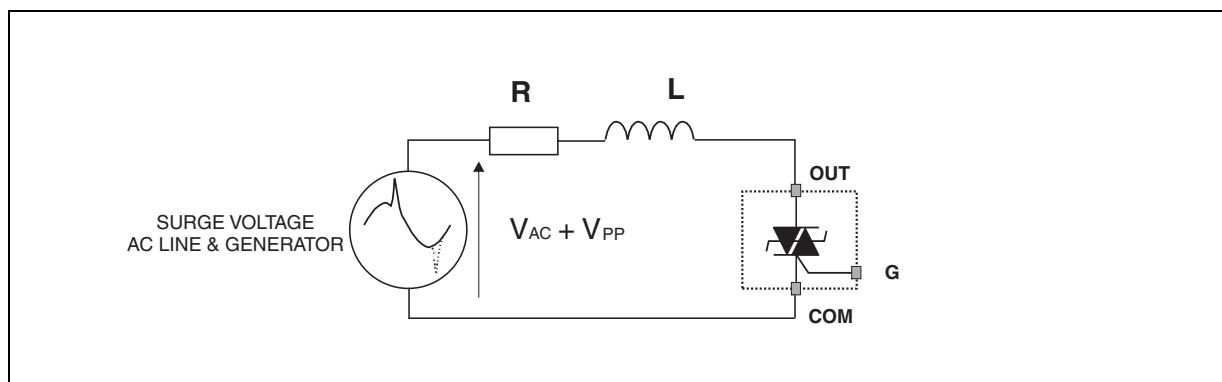 R
L
OUT
SURGE VOLTAGE
AC LINE & GENERATOR
VAC + VPP
G
COM